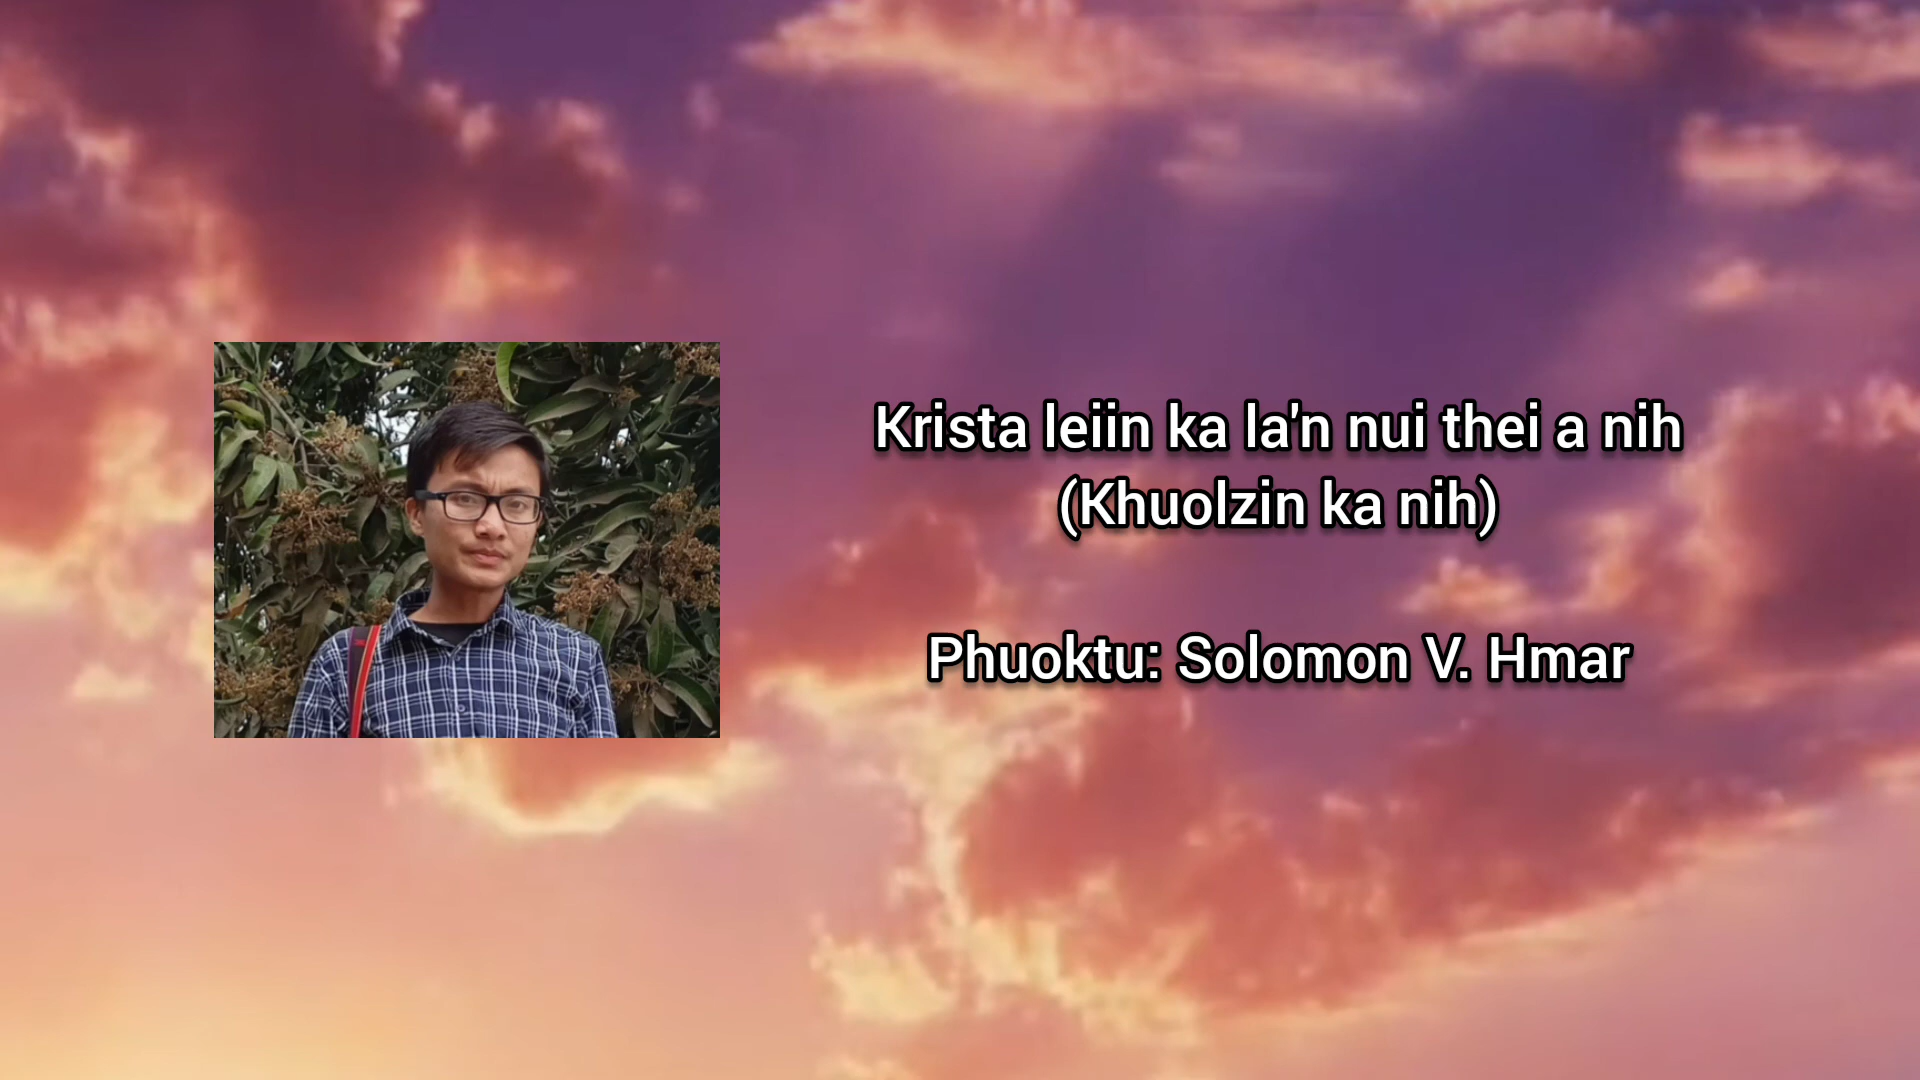 Krista leiin ka la'n nui thei a nih
(Khuolzin ka nih)
Phuoktu: Solomon V. Hmar